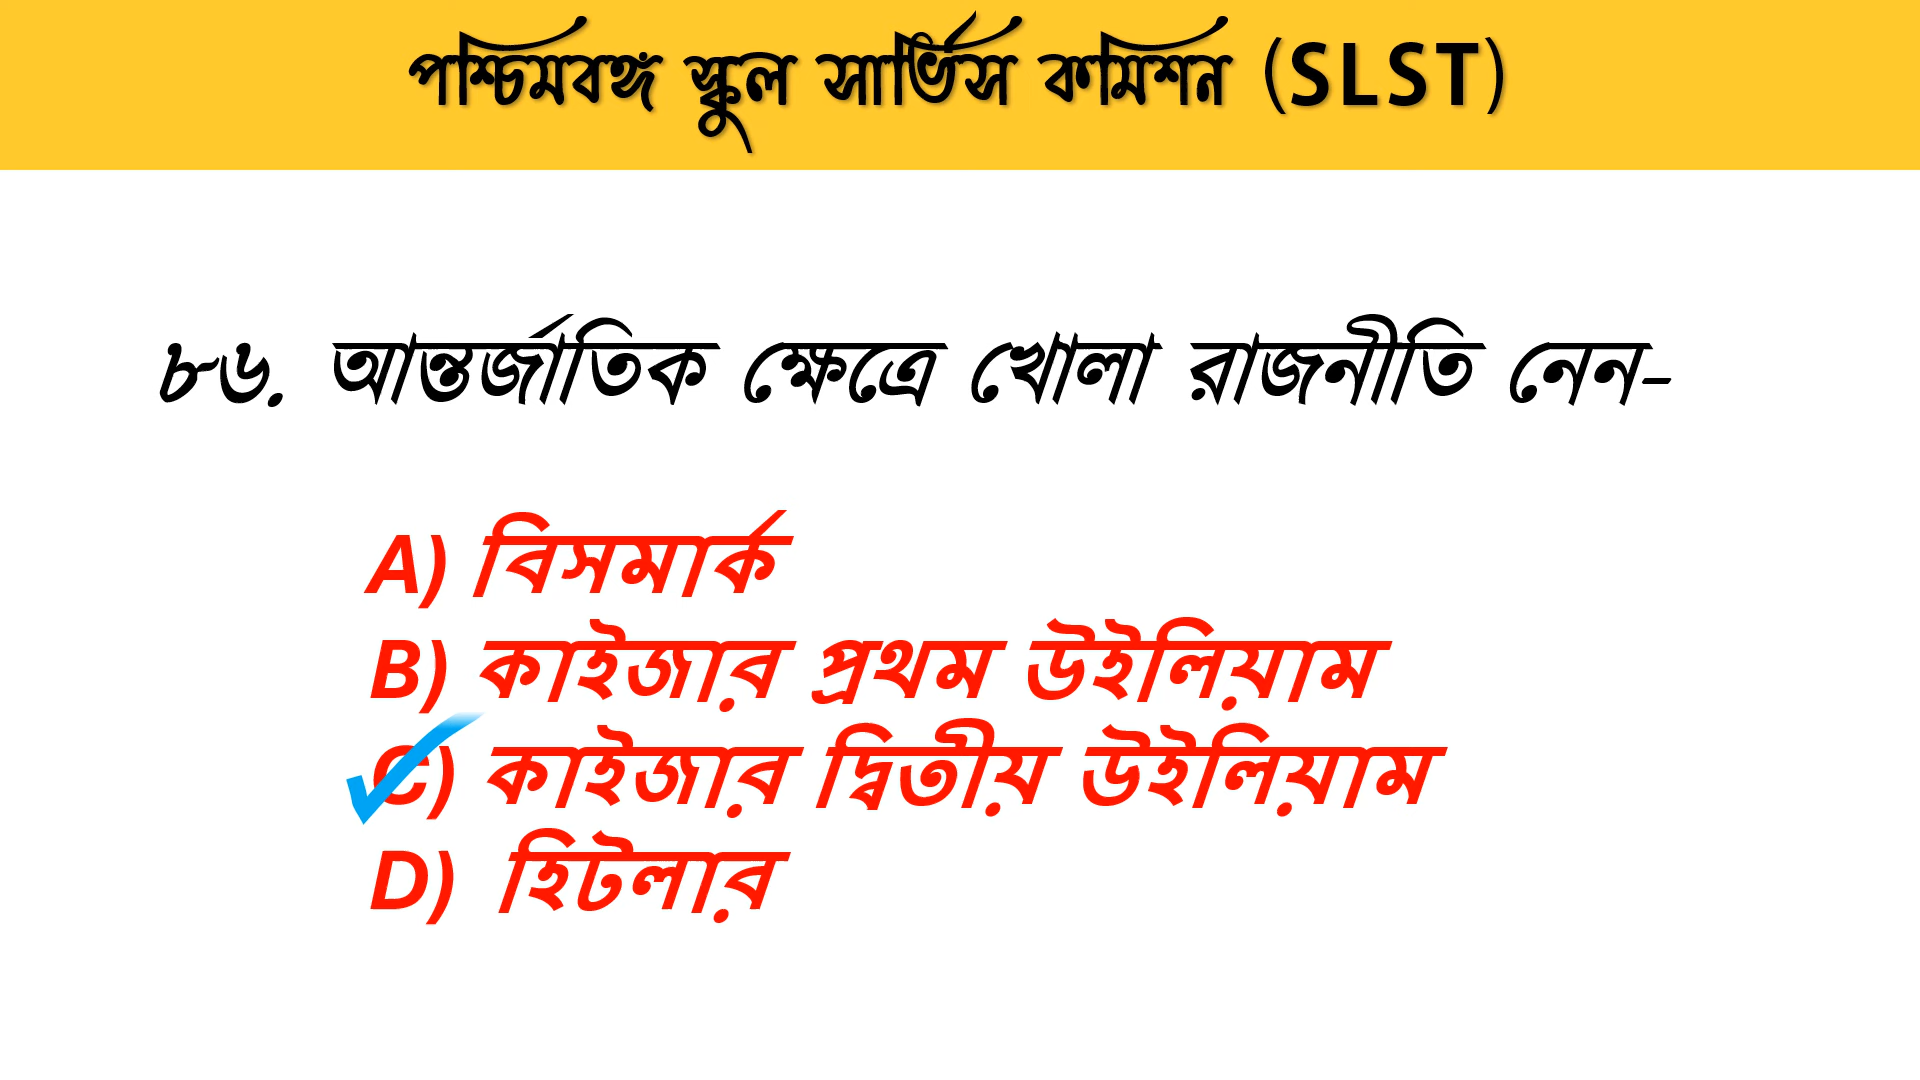 পশ্চিমবঙ্গ স্কুল সার্ভিস কমিশন (SLST)
৮৬. আন্তর্জাতিক ক্ষেত্রে খোলা রাজনীতি নেন-
A) বিসমার্ক
B) কাইজার প্রথম উইলিয়াম
C) কাইজার দ্বিতীয় উইলিয়াম
D) হিটলার